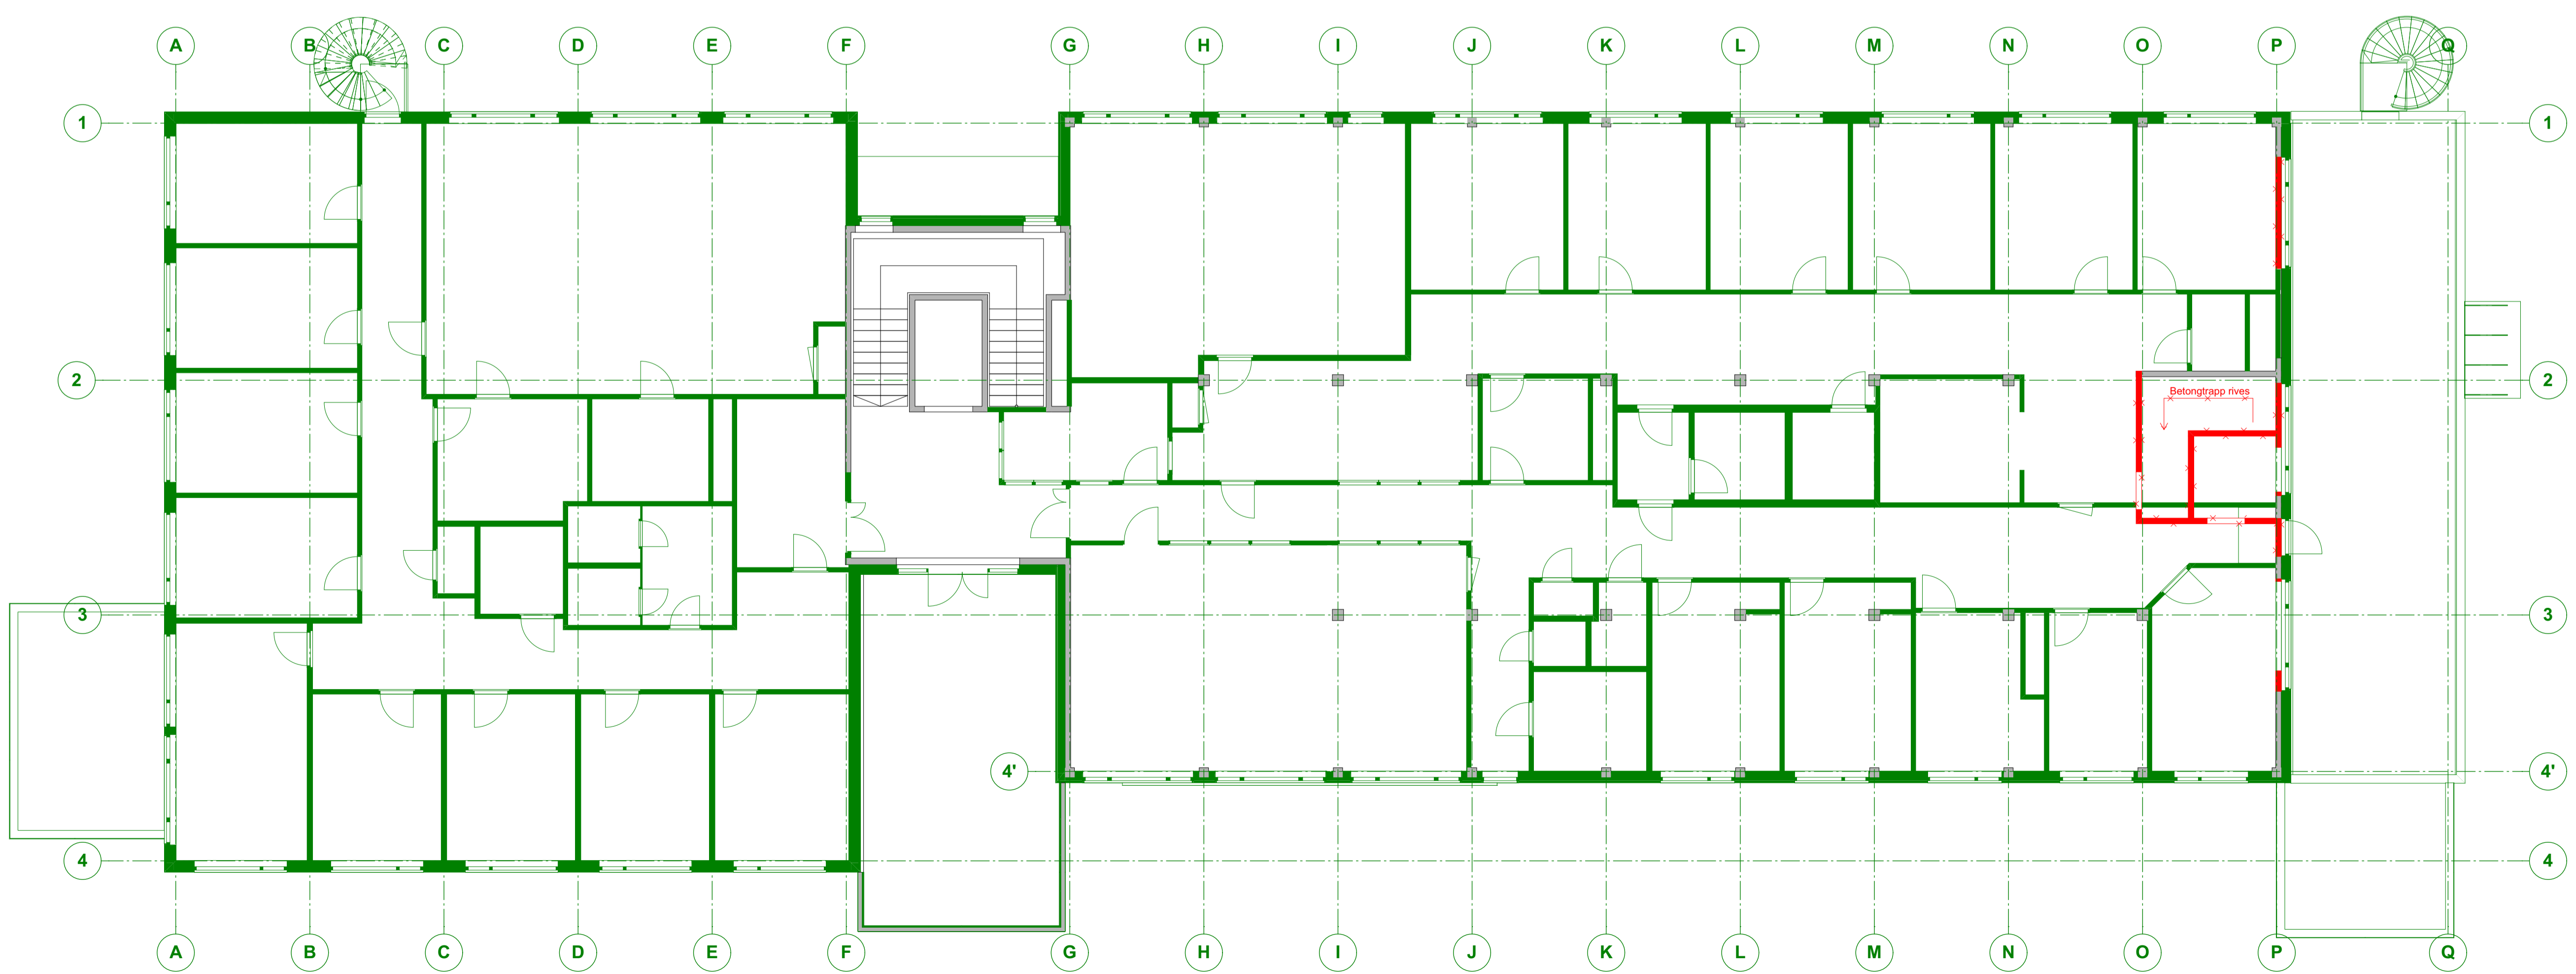 A B C D E F G H I J K L M N O P Q
1 1
2 2
Betongtrapp rives
3 3
4' 4'
4 4
A B C D E F G H I J K L M N O P Q